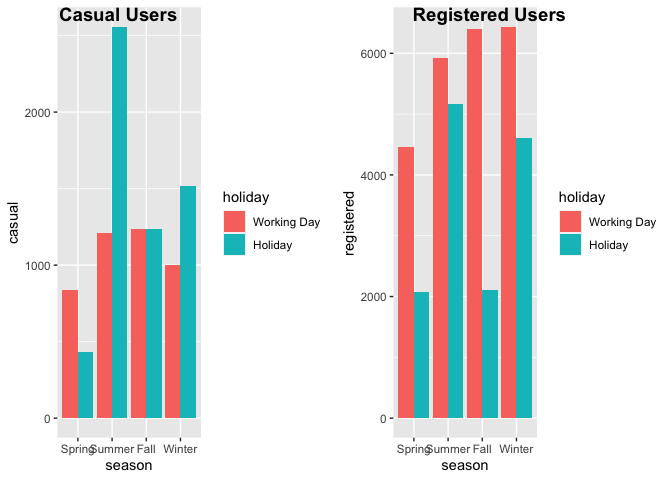 Casual Users
casual
2000
1000
0
Spring Summer Fall Winter
season
holiday
Working Day
Holiday
Registered Users
registered
6000
4000
2000
0
Spring Summer Fall Winter
season
holiday
Working Day
Holiday